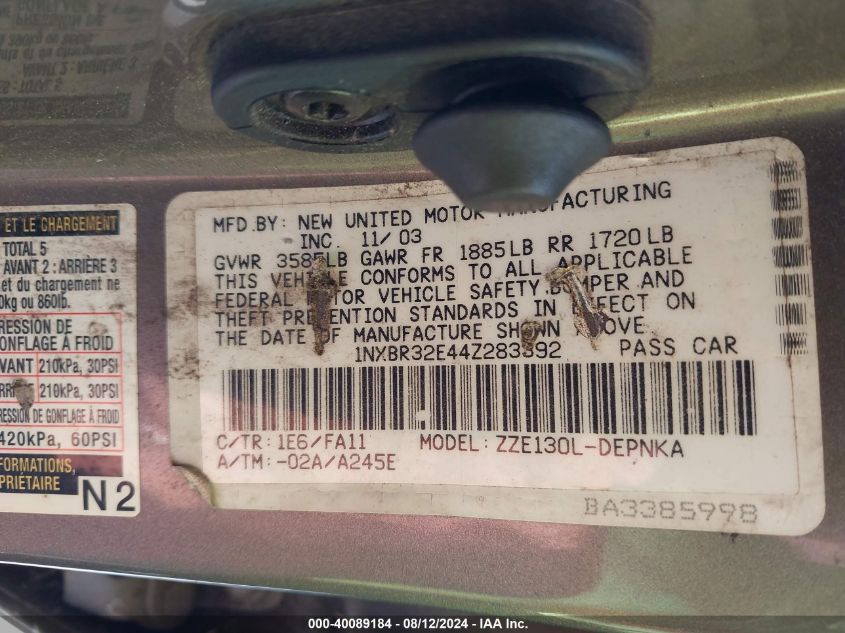 ET LE CHARGEMENT
TOTAL 5
AVANT 2 : ARRIÈRE 3
et du chargement ne
kg ou 860lb.
RESSION DE
ONFLAGE À FROID
AVANT 210kPa, 30PSI
210kPa, 30PSI
RESSION DE GONFLAGE À FROID
420kPa, 60PSI
FORMATIONS,
PRIÉTAIRE
N2
MFD.BY: NEW UNITED MOTOR MANUFACTURING
INC. 11/03
GVWR 3585LB GAWR FR 1885LB RR 1720LB
THIS VEHICLE CONFORMS TO ALL APPLICABLE
FEDERAL MOTOR VEHICLE SAFETY, BUMPER AND
THEFT PREVENTION STANDARDS IN EFFECT ON
THE DATE OF MANUFACTURE SHOWN ABOVE
1NXBR32E44Z283392 PASS CAR
C/TR: 1E6/FA11 MODEL: ZZE130L-DEPNKA
A/TM: -02A/A245E
BA3385998
000-40089184 - 08/12/2024 - IAA Inc.